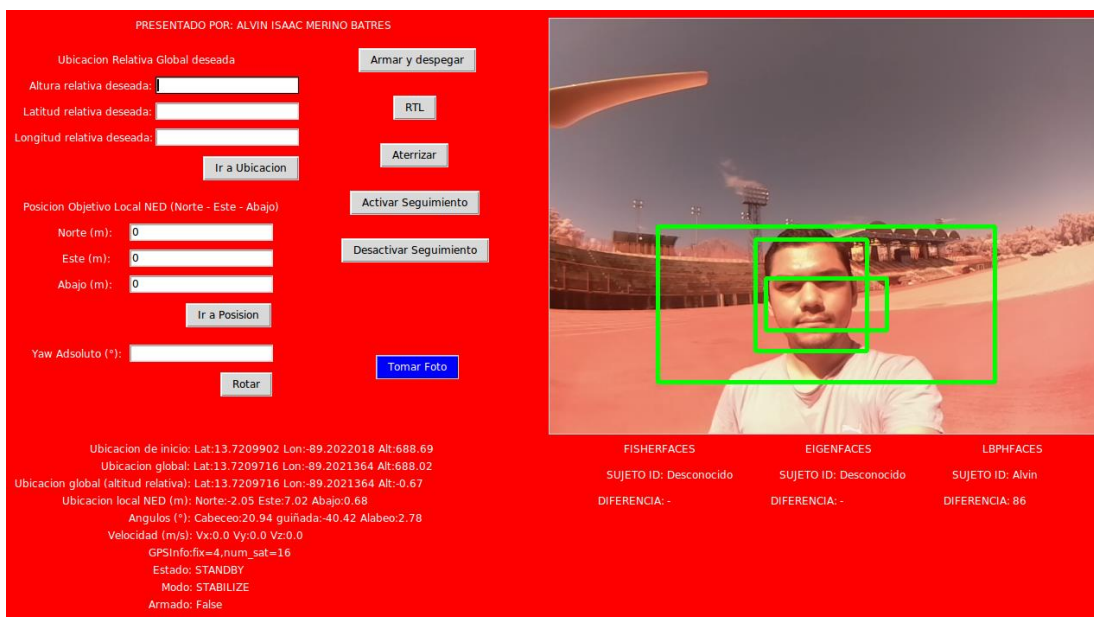 PRESENTADO POR: ALVIN ISAAC MERINO BATRES
Ubicacion Relativa Global deseada
Altura relativa deseada:
Latitud relativa deseada:
Longitud relativa deseada:
Ir a Ubicacion
Posicion Objetivo Local NED (Norte - Este - Abajo)
Norte (m): 0
Este (m): 0
Abajo (m): 0
Ir a Posision
Yaw Adsoluto (°):
Rotar
Armar y despegar
RTL
Aterrizar
Activar Seguimiento
Desactivar Seguimiento
Tomar Foto
Ubicacion de inicio: Lat:13.7209902 Lon:-89.2022018 Alt:688.69
Ubicacion global: Lat:13.7209716 Lon:-89.2021364 Alt:688.02
Ubicacion global (altitud relativa): Lat:13.7209716 Lon:-89.2021364 Alt:-0.67
Ubicacion local NED (m): Norte:-2.05 Este:7.02 Abajo:0.68
Angulos (°): Cabeceo:20.94 guiñada:-40.42 Alabeo:2.78
Velocidad (m/s): Vx:0.0 Vy:0.0 Vz:0.0
GPSInfo:fix=4,num_sat=16
Estado: STANDBY
Modo: STABILIZE
Armado: False
FISHERFACES
SUJETO ID: Desconocido
DIFERENCIA: -
EIGENFACES
SUJETO ID: Desconocido
DIFERENCIA: -
LBPHFACES
SUJETO ID: Alvin
DIFERENCIA: 86